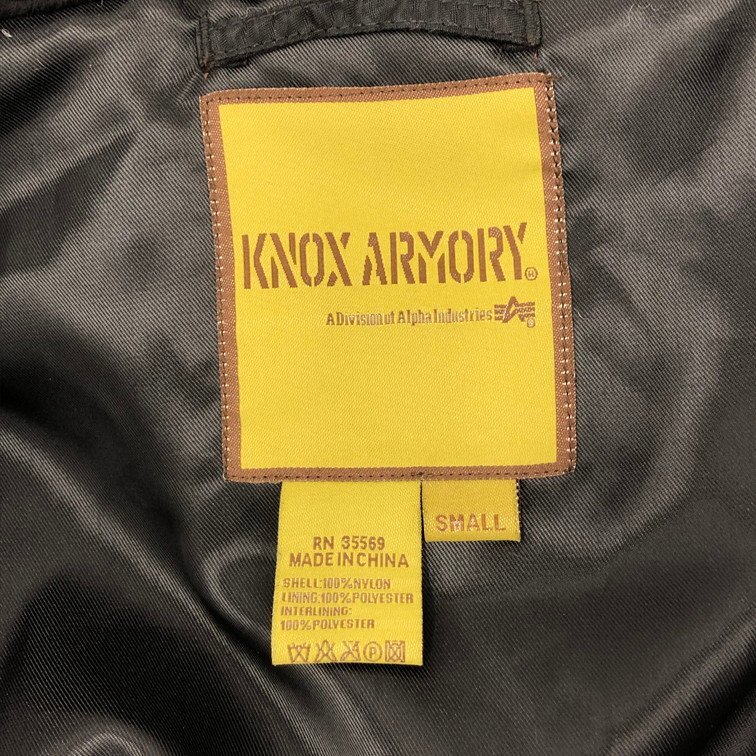 KNOX ARMORY®
A Division of Alpha Industries ®
SMALL
RN 35569
MADE IN CHINA
SHELL:100%NYLON
LINING:100%POLYESTER
INTERLINING:
100%POLYESTER
P